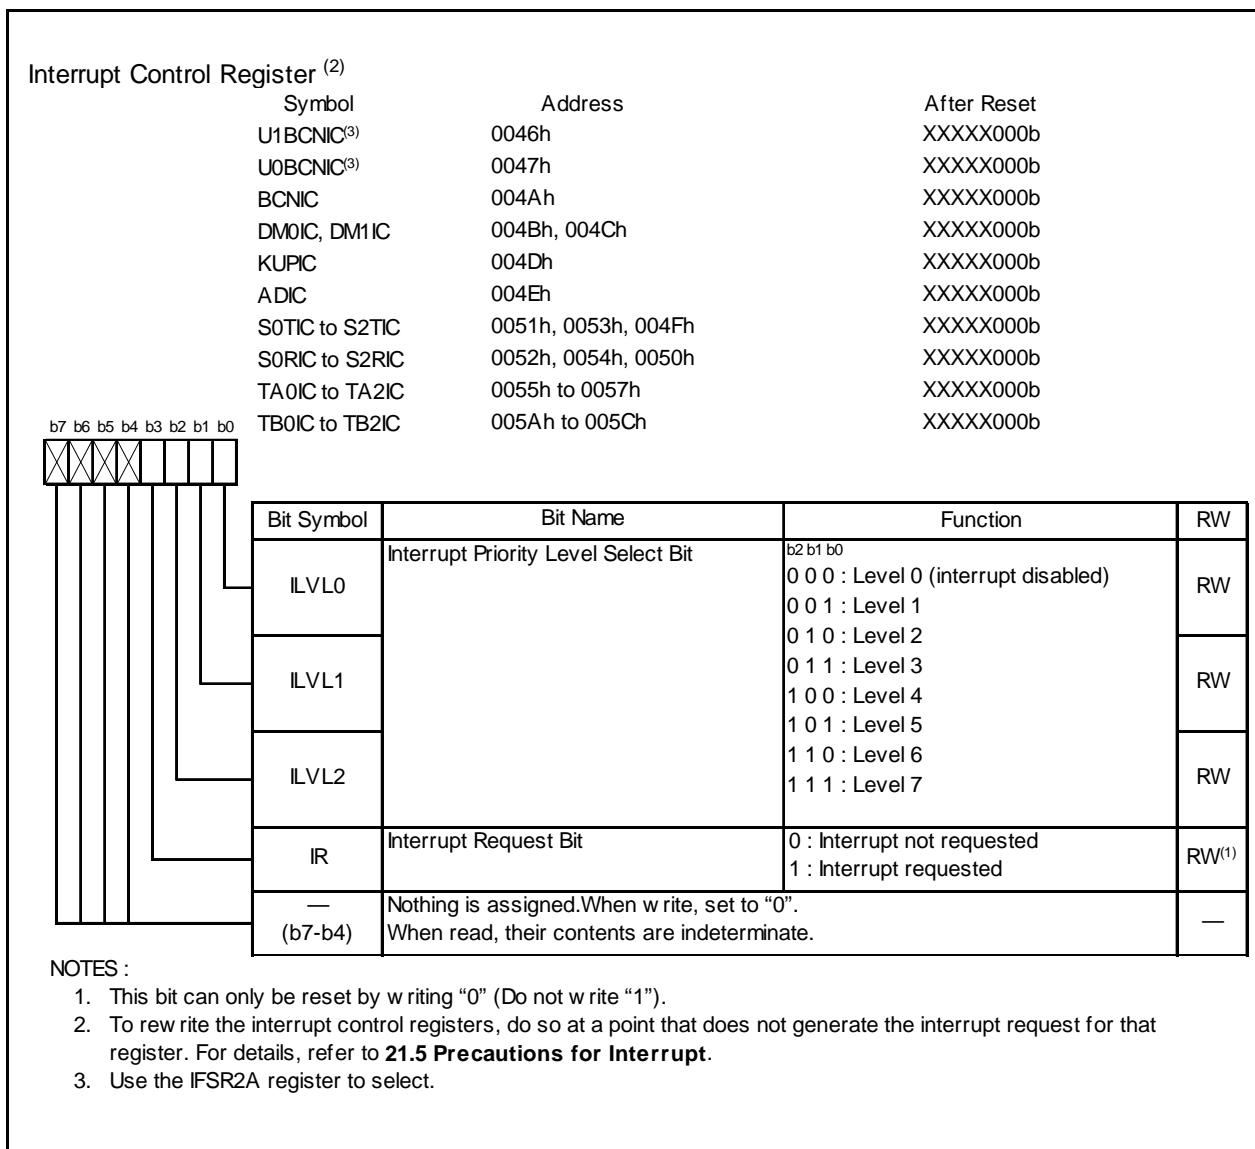 Interrupt Control Register (2)
Symbol Address After Reset
U1BCNIC(3) 0046h XXXXX000b
U0BCNIC(3) 0047h XXXXX000b
BCNIC 004Ah XXXXX000b
DM0IC, DM1IC 004Bh, 004Ch XXXXX000b
KUPIC 004Dh XXXXX000b
ADIC 004Eh XXXXX000b
S0TIC to S2TIC 0051h, 0053h, 004Fh XXXXX000b
S0RIC to S2RIC 0052h, 0054h, 0050h XXXXX000b
TA0IC to TA2IC 0055h to 0057h XXXXX000b
TB0IC to TB2IC 005Ah to 005Ch XXXXX000b
b7 b6 b5 b4 b3 b2 b1 b0
Bit Symbol Bit Name Function RW
ILVL0 Interrupt Priority Level Select Bit b2 b1 b0
0 0 0 : Level 0 (interrupt disabled) RW
0 0 1 : Level 1
0 1 0 : Level 2
ILVL1 0 1 1 : Level 3 RW
1 0 0 : Level 4
1 0 1 : Level 5
1 1 0 : Level 6
ILVL2 1 1 1 : Level 7 RW
IR Interrupt Request Bit 0 : Interrupt not requested RW(1)
1 : Interrupt requested
— Nothing is assigned.When write, set to “0”. —
(b7-b4) When read, their contents are indeterminate.
NOTES :
1. This bit can only be reset by writing “0” (Do not write “1”).
2. To rewrite the interrupt control registers, do so at a point that does not generate the interrupt request for that
register. For details, refer to 21.5 Precautions for Interrupt.
3. Use the IFSR2A register to select.